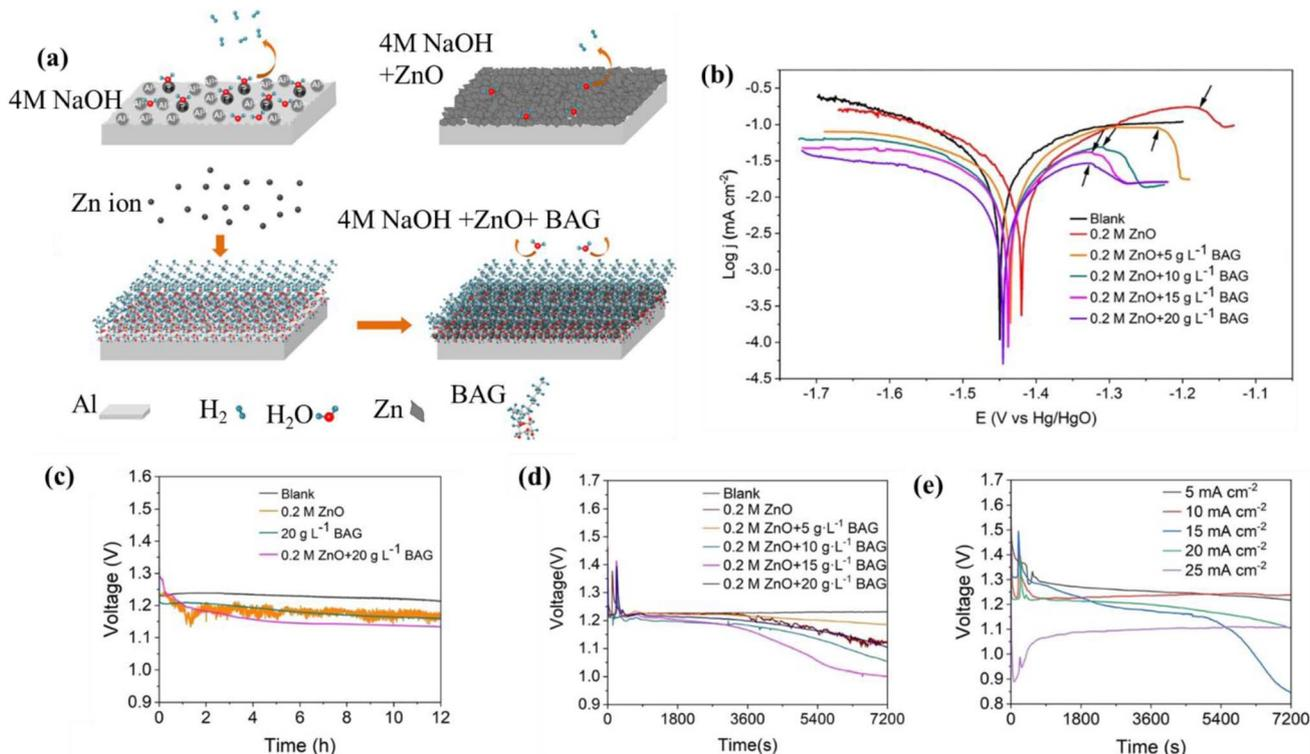 (a)
4M NaOH
4M NaOH
+ZnO
Zn ion
4M NaOH +ZnO+ BAG
Al
H₂
H₂O
Zn
BAG
(b)
Log j (mA cm⁻²)
-0.5
-1.0
-1.5
-2.0
-2.5
-3.0
-3.5
-4.0
-4.5
Blank
0.2 M ZnO
0.2 M ZnO+5 g L⁻¹ BAG
0.2 M ZnO+10 g L⁻¹ BAG
0.2 M ZnO+15 g L⁻¹ BAG
0.2 M ZnO+20 g L⁻¹ BAG
-1.7 -1.6 -1.5 -1.4 -1.3 -1.2 -1.1
E (V vs Hg/HgO)
(c)
Voltage (V)
1.6
1.5
1.4
1.3
1.2
1.1
1.0
0.9
Blank
0.2 M ZnO
20 g L⁻¹ BAG
0.2 M ZnO+20 g L⁻¹ BAG
0 2 4 6 8 10 12
Time (h)
(d)
Voltage(V)
1.7
1.6
1.5
1.4
1.3
1.2
1.1
1.0
0.9
Blank
0.2 M ZnO
0.2 M ZnO+5 g·L⁻¹ BAG
0.2 M ZnO+10 g·L⁻¹ BAG
0.2 M ZnO+15 g·L⁻¹ BAG
0.2 M ZnO+20 g·L⁻¹ BAG
0 1800 3600 5400 7200
Time(s)
(e)
Voltage (V)
1.7
1.6
1.5
1.4
1.3
1.2
1.1
1.0
0.9
0.8
5 mA cm⁻²
10 mA cm⁻²
15 mA cm⁻²
20 mA cm⁻²
25 mA cm⁻²
0 1800 3600 5400 7200
Time (s)